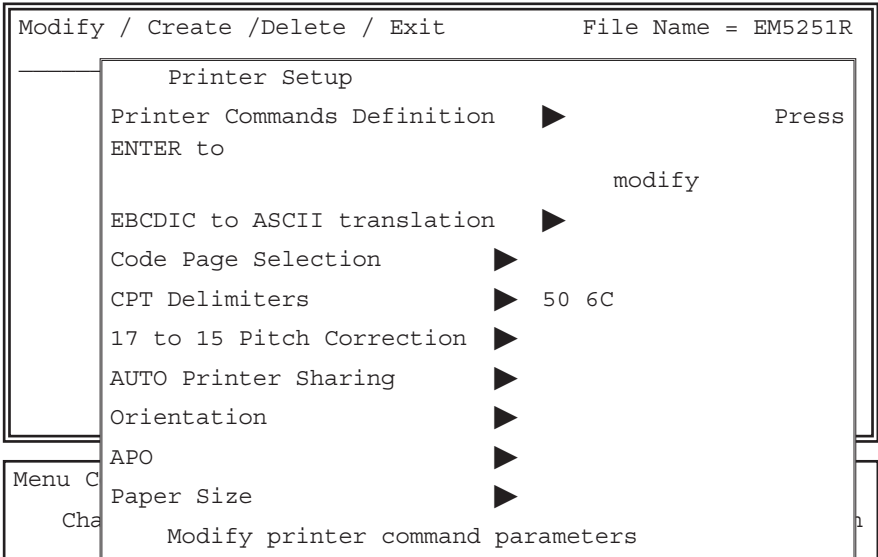 Modify / Create /Delete / Exit File Name = EM5251R
Printer Setup
Printer Commands Definition ▶ Press
ENTER to
modify
EBCDIC to ASCII translation ▶
Code Page Selection ▶
CPT Delimiters ▶ 50 6C
17 to 15 Pitch Correction ▶
AUTO Printer Sharing ▶
Orientation ▶
APO ▶
Menu C
Paper Size ▶
Cha
Modify printer command parameters